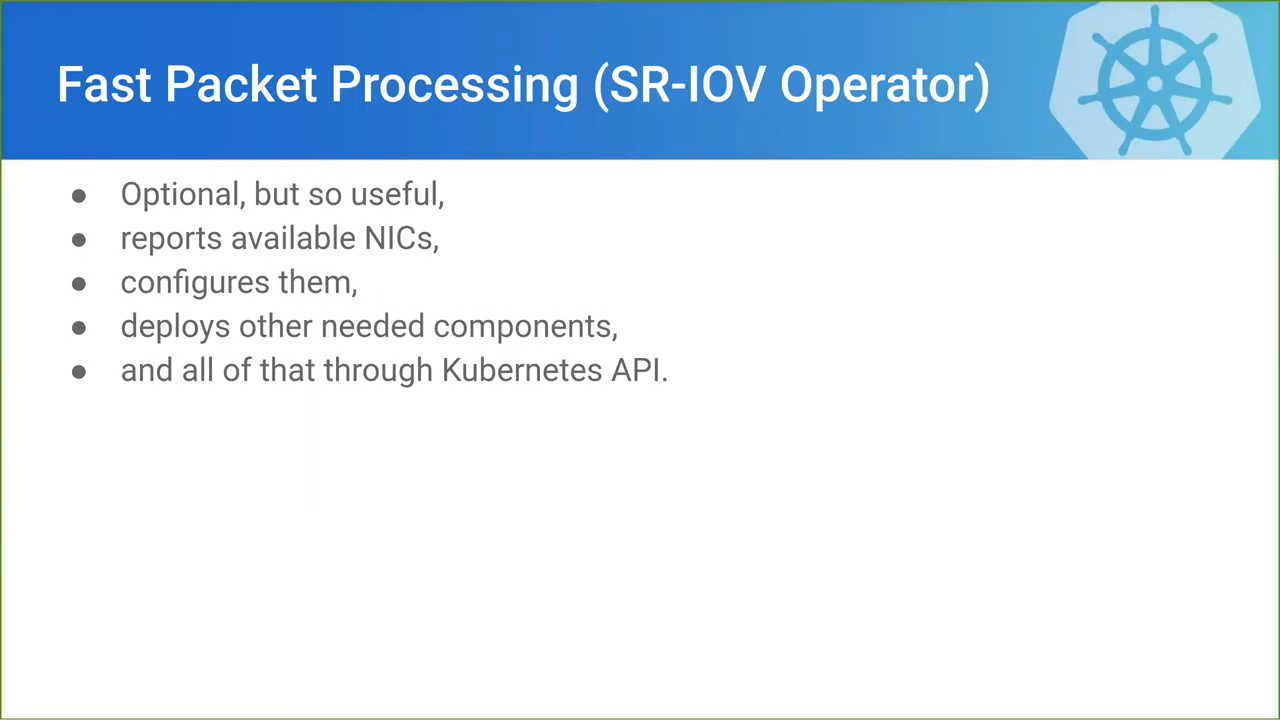 Fast Packet Processing (SR-IOV Operator)
● Optional, but so useful,
● reports available NICs,
● configures them,
● deploys other needed components,
● and all of that through Kubernetes API.